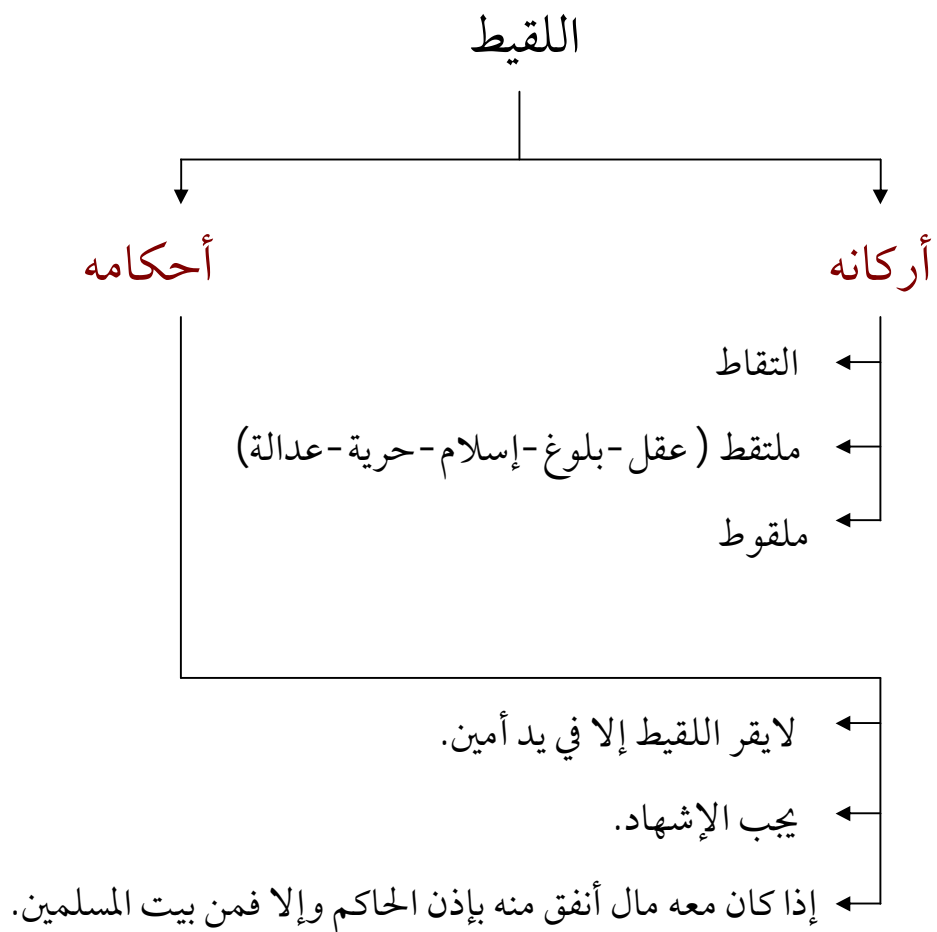 اللقيط
أركانه
أحكامه
التقاط
ملتقط ( عقل-بلوغ-إسلام-حرية-عدالة)
ملقوط
لايقر اللقيط إلا في يد أمين.
يجب الإشهاد.
إذا كان معه مال أنفق منه بإذن الحاكم وإلا فمن بيت المسلمين.